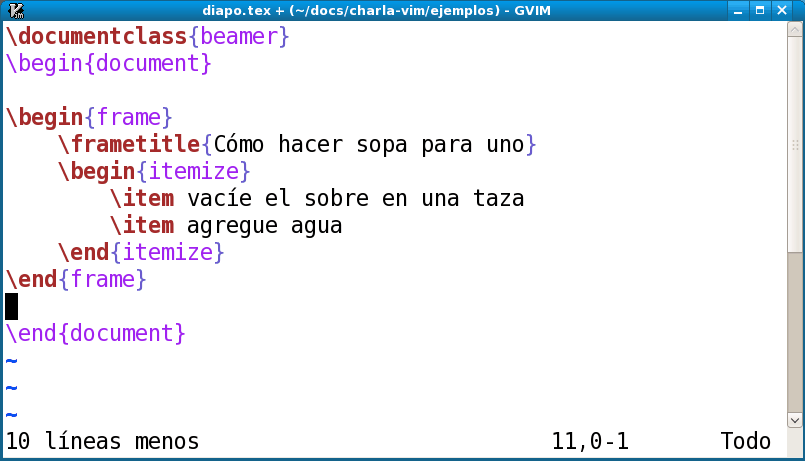 diapo.tex + (~/docs/charla-vim/ejemplos) - GVIM
\documentclass{beamer}
\begin{document}

\begin{frame}
    \frametitle{Cómo hacer sopa para uno}
    \begin{itemize}
        \item vacíe el sobre en una taza
        \item agregue agua
    \end{itemize}
\end{frame}

\end{document}
~
~
~
10 líneas menos 11,0-1 Todo